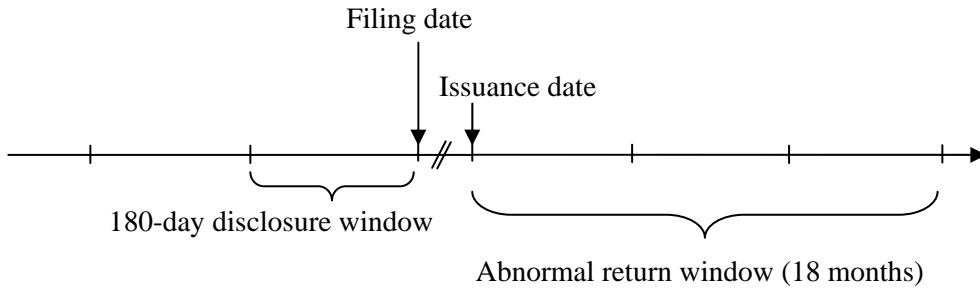 Filing date
Issuance date
180-day disclosure window
Abnormal return window (18 months)